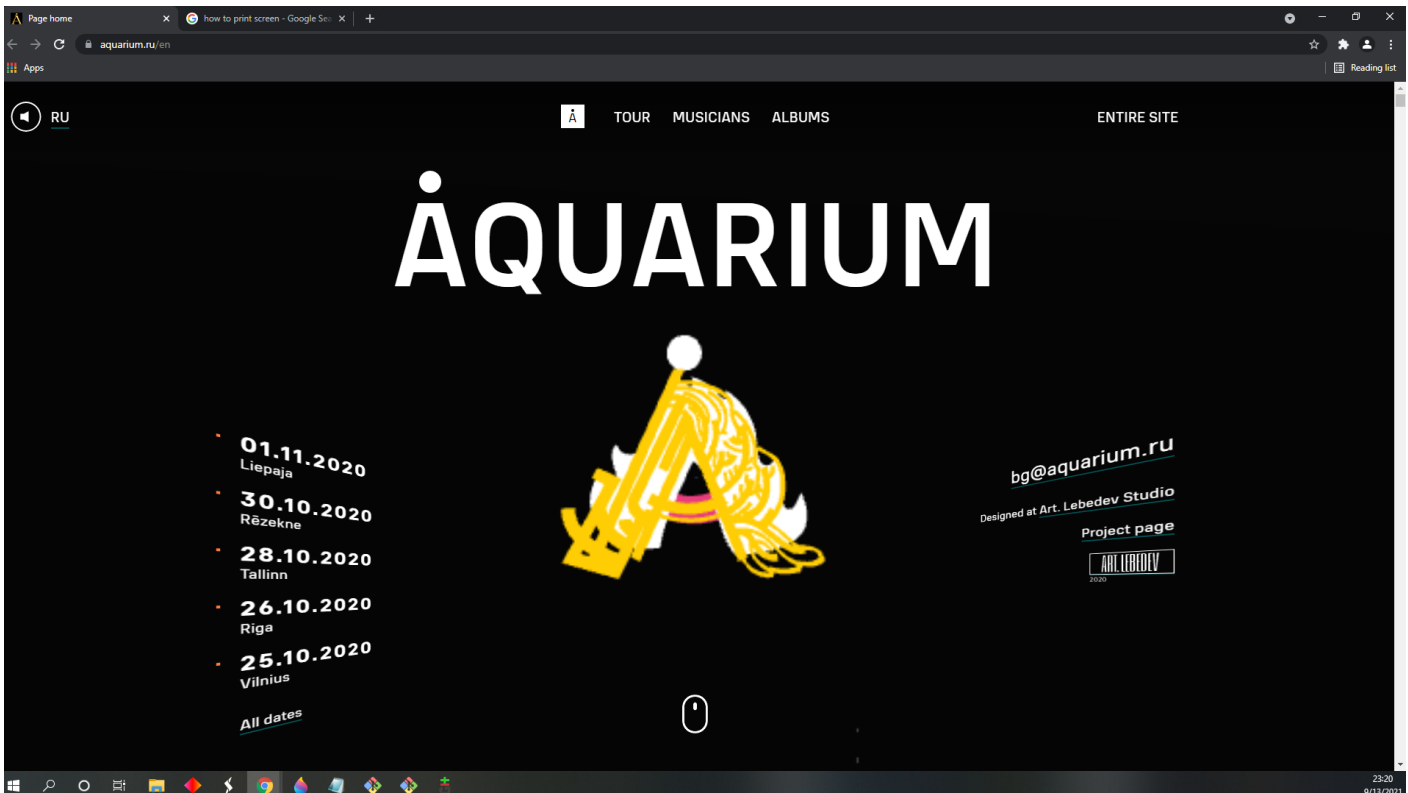 Page home
how to print screen - Google Sea
aquarium.ru/en
Apps
Reading list
RU
Å
TOUR MUSICIANS ALBUMS
ENTIRE SITE
ÅQUARIUM
01.11.2020
Liepaja
30.10.2020
Rēzekne
28.10.2020
Tallinn
26.10.2020
Riga
25.10.2020
Vilnius
All dates
bg@aquarium.ru
Designed at Art. Lebedev Studio
Project page
ART. LEBEDEV
2020
23:20
9/13/2021